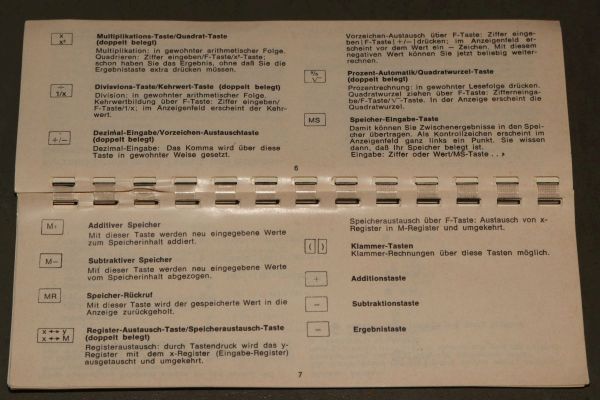 x
x²
Multiplikations-Taste/Quadrat-Taste
(doppelt belegt)
Multiplikation: in gewohnter arithmetischer Folge.
Quadrieren: Ziffer eingeben/F-Taste/x²-Taste;
schon haben Sie das Ergebnis, ohne daß Sie die
Ergebnistaste extra drücken müssen.
÷
1/x
Divisions-Taste/Kehrwert-Taste (doppelt belegt)
Division: in gewohnter arithmetischer Folge.
Kehrwertbildung über F-Taste: Ziffer eingeben/
F-Taste/1/x; im Anzeigenfeld erscheint der Kehr-
wert.
.
+/−
Dezimal-Eingabe/Vorzeichen-Austauschtaste
(doppelt belegt)
Dezimal-Eingabe: Das Komma wird über diese
Taste in gewohnter Weise gesetzt.
Vorzeichen-Austausch über F-Taste: Ziffer einge-
ben|F-Taste|+/−|drücken; im Anzeigenfeld er-
scheint vor dem Wert ein — Zeichen. Mit diesem
negativen Wert können Sie jetzt beliebig weiter-
rechnen.
%
√
Prozent-Automatik/Quadratwurzel-Taste
(doppelt belegt)
Prozentrechnung: in gewohnter Lesefolge drücken.
Quadratwurzel ziehen über F-Taste: Zifferneinga-
be/F-Taste/√-Taste. In der Anzeige erscheint die
Quadratwurzel.
MS
Speicher-Eingabe-Taste
Damit können Sie Zwischenergebnisse in den Spei-
cher übertragen. Als Kontrollzeichen erscheint im
Anzeigenfeld ganz links ein Punkt. Sie wissen
dann, daß Ihr Speicher belegt ist.
Eingabe: Ziffer oder Wert/MS-Taste . .
6
M+
Additiver Speicher
Mit dieser Taste werden neu eingegebene Werte
zum Speicherinhalt addiert.
M−
Subtraktiver Speicher
Mit dieser Taste werden neu eingegebene Werte
vom Speicherinhalt abgezogen.
MR
Speicher-Rückruf
Mit dieser Taste wird der gespeicherte Wert in die
Anzeige zurückgeholt.
x ↔ y
x ↔ M
Register-Austausch-Taste/Speicheraustausch-Taste
(doppelt belegt)
Registeraustausch: durch Tastendruck wird das y-
Register mit dem x-Register (Eingabe-Register)
ausgetauscht und umgekehrt.
Speicheraustausch über F-Taste: Austausch von x-
Register in M-Register und umgekehrt.
( )
Klammer-Tasten
Klammer-Rechnungen über diese Tasten möglich.
+
Additionstaste
−
Subtraktionstaste
=
Ergebnistaste
7